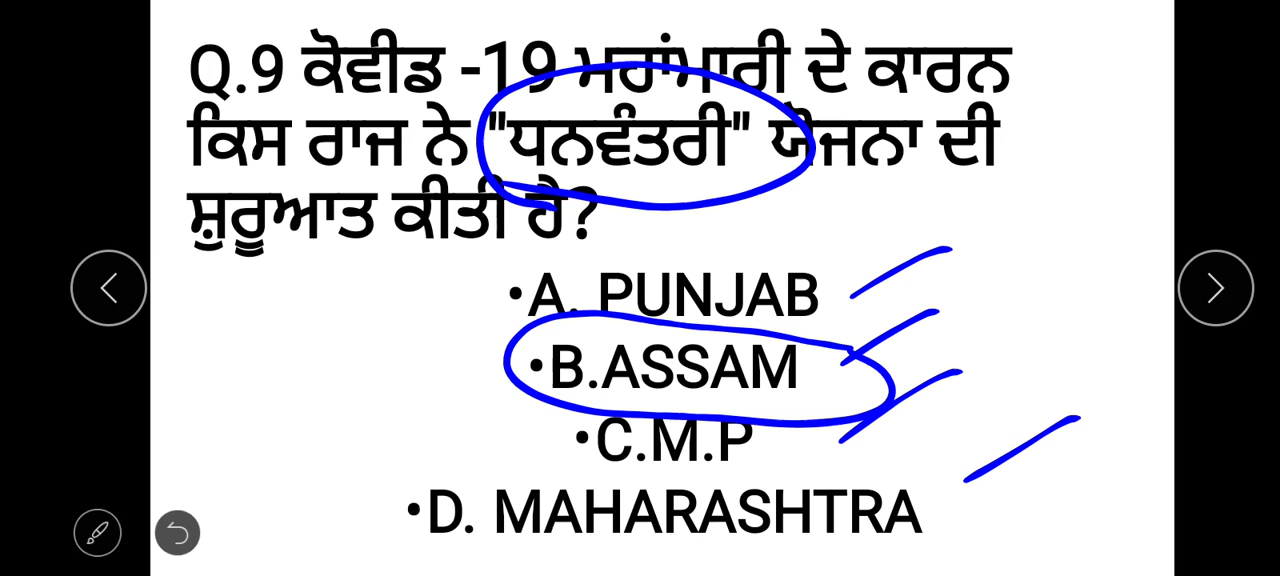 Q.9 ਕੋਵੀਡ -19 ਮਹਾਂਮਾਰੀ ਦੇ ਕਾਰਨ
ਕਿਸ ਰਾਜ ਨੇ "ਧਨਵੰਤਰੀ" ਯੋਜਨਾ ਦੀ
ਸ਼ੁਰੂਆਤ ਕੀਤੀ ਹੈ?
•A. PUNJAB
•B.ASSAM
•C.M.P
•D. MAHARASHTRA